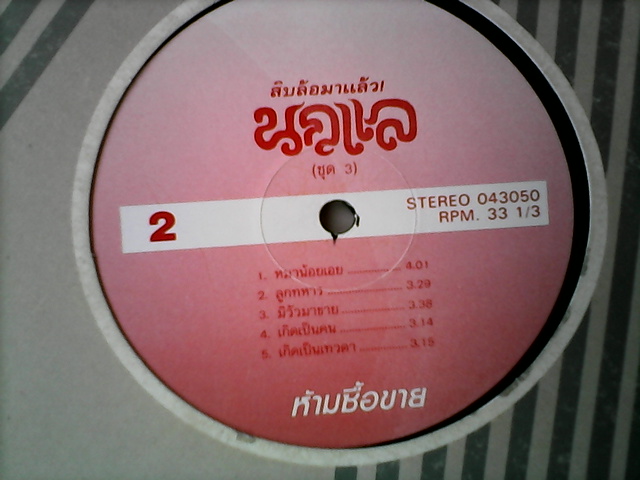 สิบล้อมาแล้ว!
นกแล
(ชุด 3)
2
STEREO 043050
RPM. 33 1/3
1. หมาน้อยเอย 4.01
2. ลูกทหาร 3.29
3. มีวัวมาขาย 3.38
4. เกิดเป็นคน 3.14
5. เกิดเป็นเทวดา 3.15
ห้ามซื้อขาย